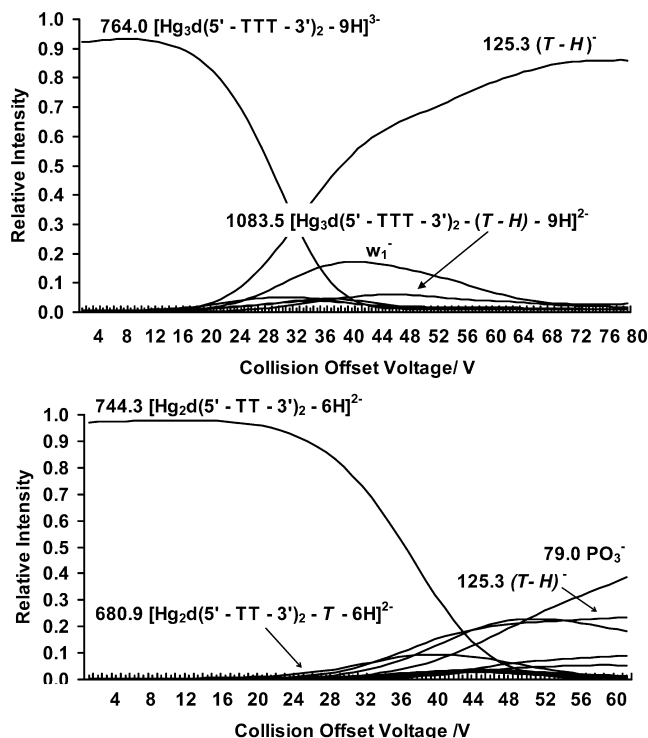 764.0 [Hg3d(5' - TTT - 3')2 - 9H]3-
125.3 (T - H)-
1083.5 [Hg3d(5' - TTT - 3')2 - (T - H) - 9H]2-
w1-
1.0
0.9
0.8
0.7
0.6
0.5
0.4
0.3
0.2
0.1
0.0
Relative Intensity
4 8 12 16 20 24 28 32 36 40 44 48 52 56 60 64 68 72 76 80
Collision Offset Voltage/ V
744.3 [Hg2d(5' - TT - 3')2 - 6H]2-
79.0 PO3-
125.3 (T- H)-
680.9 [Hg2d(5' - TT - 3')2 - T - 6H]2-
1.0
0.9
0.8
0.7
0.6
0.5
0.4
0.3
0.2
0.1
0.0
Relative Intensity
4 8 12 16 20 24 28 32 36 40 44 48 52 56 60
Collision Offset Voltage /V